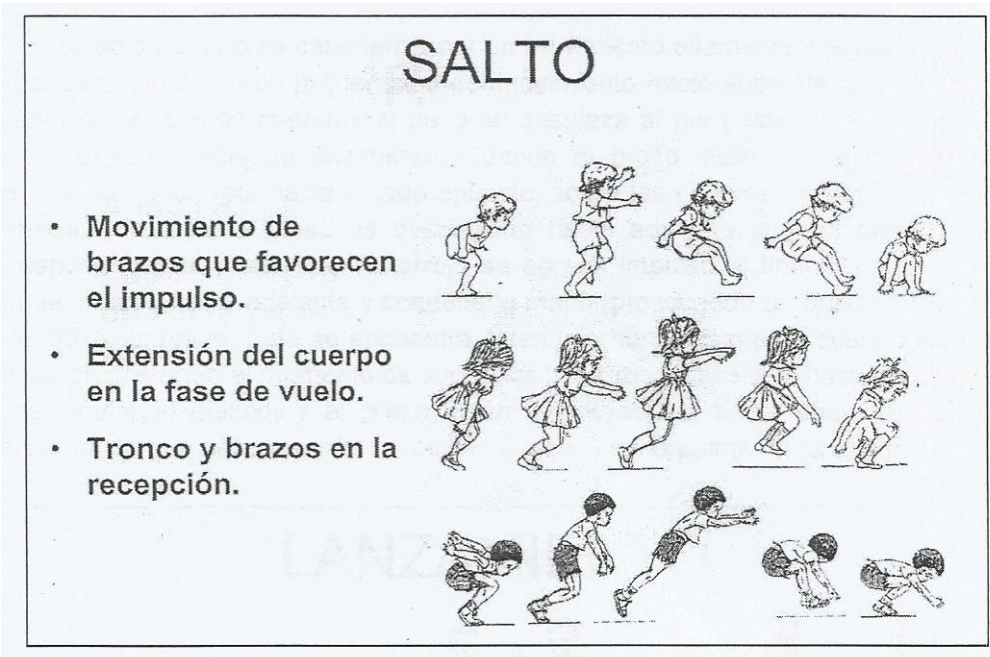 SALTO
• Movimiento de
brazos que favorecen
el impulso.
• Extensión del cuerpo
en la fase de vuelo.
• Tronco y brazos en la
recepción.